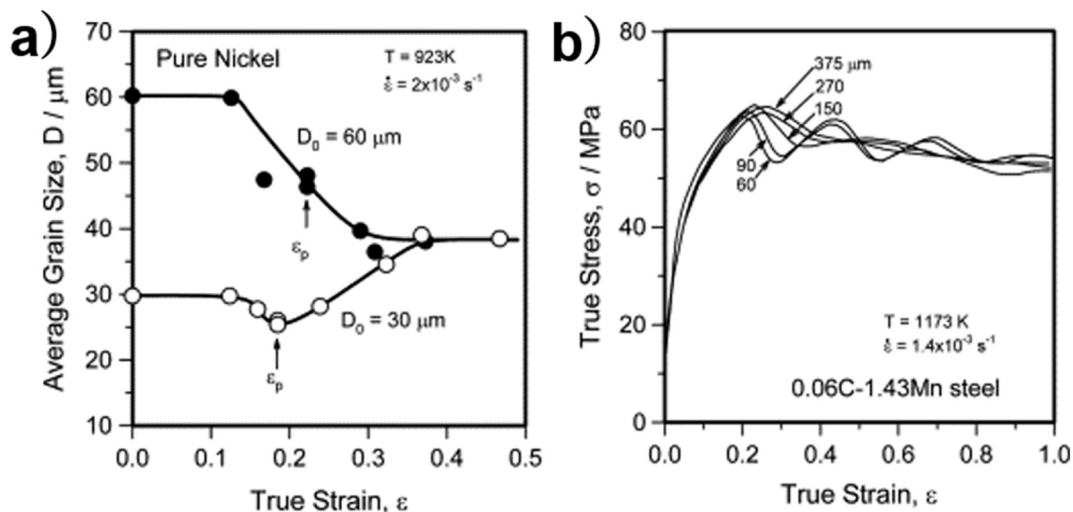 a)
70
60
50
40
30
20
10
Average Grain Size, D / μm
Pure Nickel
T = 923K
ε̇ = 2x10⁻³ s⁻¹
D₀ = 60 μm
εₚ
D₀ = 30 μm
εₚ
0.0 0.1 0.2 0.3 0.4 0.5
True Strain, ε
b)
80
60
40
20
0
True Stress, σ / MPa
375 μm
270
150
90
60
T = 1173 K
ε̇ = 1.4x10⁻³ s⁻¹
0.06C-1.43Mn steel
0.0 0.2 0.4 0.6 0.8 1.0
True Strain, ε